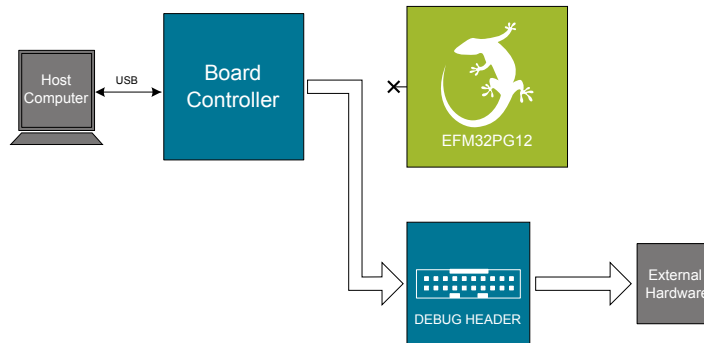 Host
Computer
USB
Board
Controller
EFM32PG12
DEBUG HEADER
External
Hardware